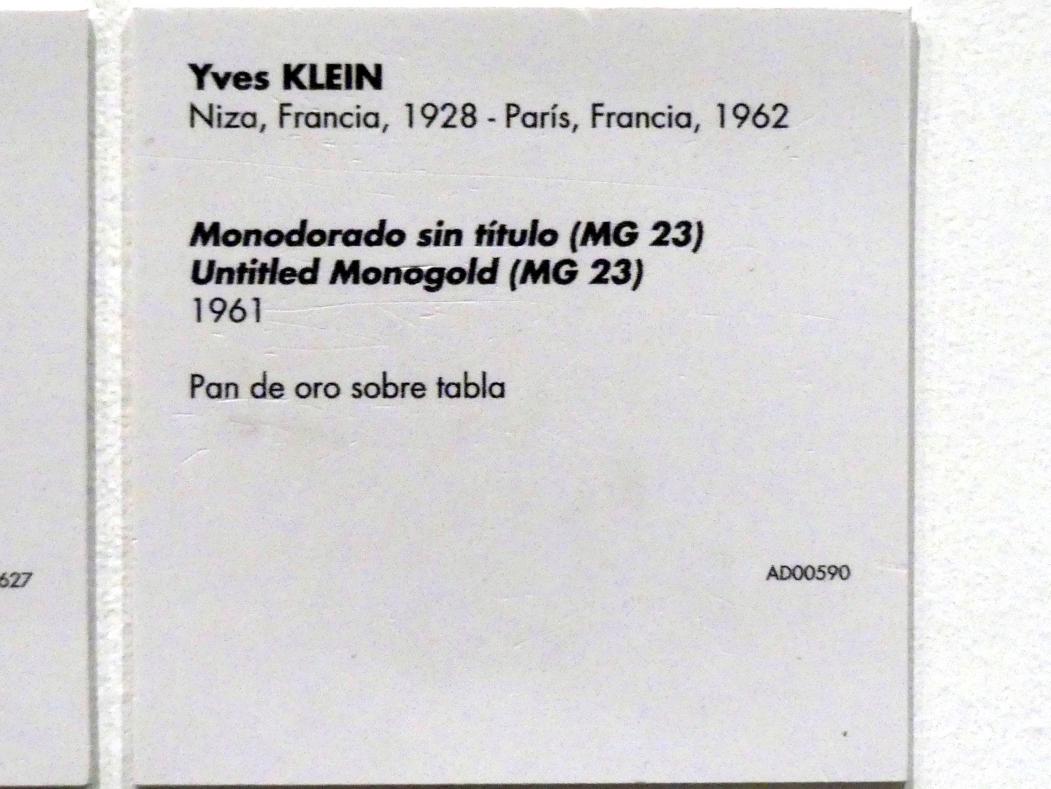 Yves KLEIN
Niza, Francia, 1928 - París, Francia, 1962
Monodorado sin título (MG 23)
Untitled Monogold (MG 23)
1961
Pan de oro sobre tabla
627
AD00590